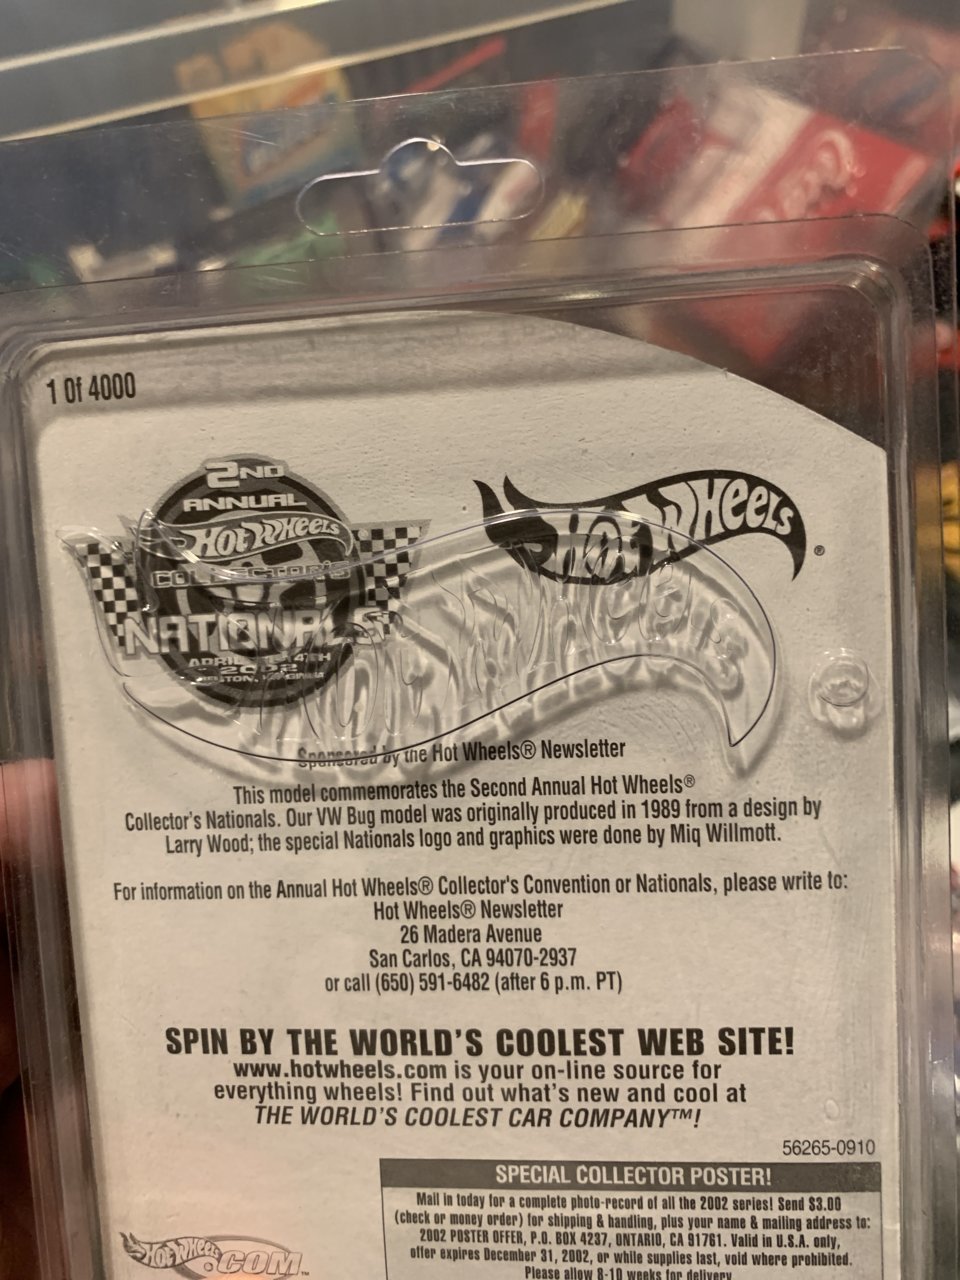 1 Of 4000
2ND
ANNUAL
HOT WHEELS
COLLECTOR'S
NATIONALS
2002
HOT WHEELS®
Sponsored by the Hot Wheels® Newsletter
This model commemorates the Second Annual Hot Wheels®
Collector's Nationals. Our VW Bug model was originally produced in 1989 from a design by
Larry Wood; the special Nationals logo and graphics were done by Miq Willmott.
For information on the Annual Hot Wheels® Collector's Convention or Nationals, please write to:
Hot Wheels® Newsletter
26 Madera Avenue
San Carlos, CA 94070-2937
or call (650) 591-6482 (after 6 p.m. PT)
SPIN BY THE WORLD'S COOLEST WEB SITE!
www.hotwheels.com is your on-line source for
everything wheels! Find out what's new and cool at
THE WORLD'S COOLEST CAR COMPANY™!
56265-0910
SPECIAL COLLECTOR POSTER!
Mail in today for a complete photo-record of all the 2002 series! Send $3.00
(check or money order) for shipping & handling, plus your name & mailing address to:
2002 POSTER OFFER, P.O. BOX 4237, ONTARIO, CA 91761. Valid in U.S.A. only,
offer expires December 31, 2002, or while supplies last, void where prohibited.
Please allow 8-10 weeks for delivery
HOT WHEELS.COM™